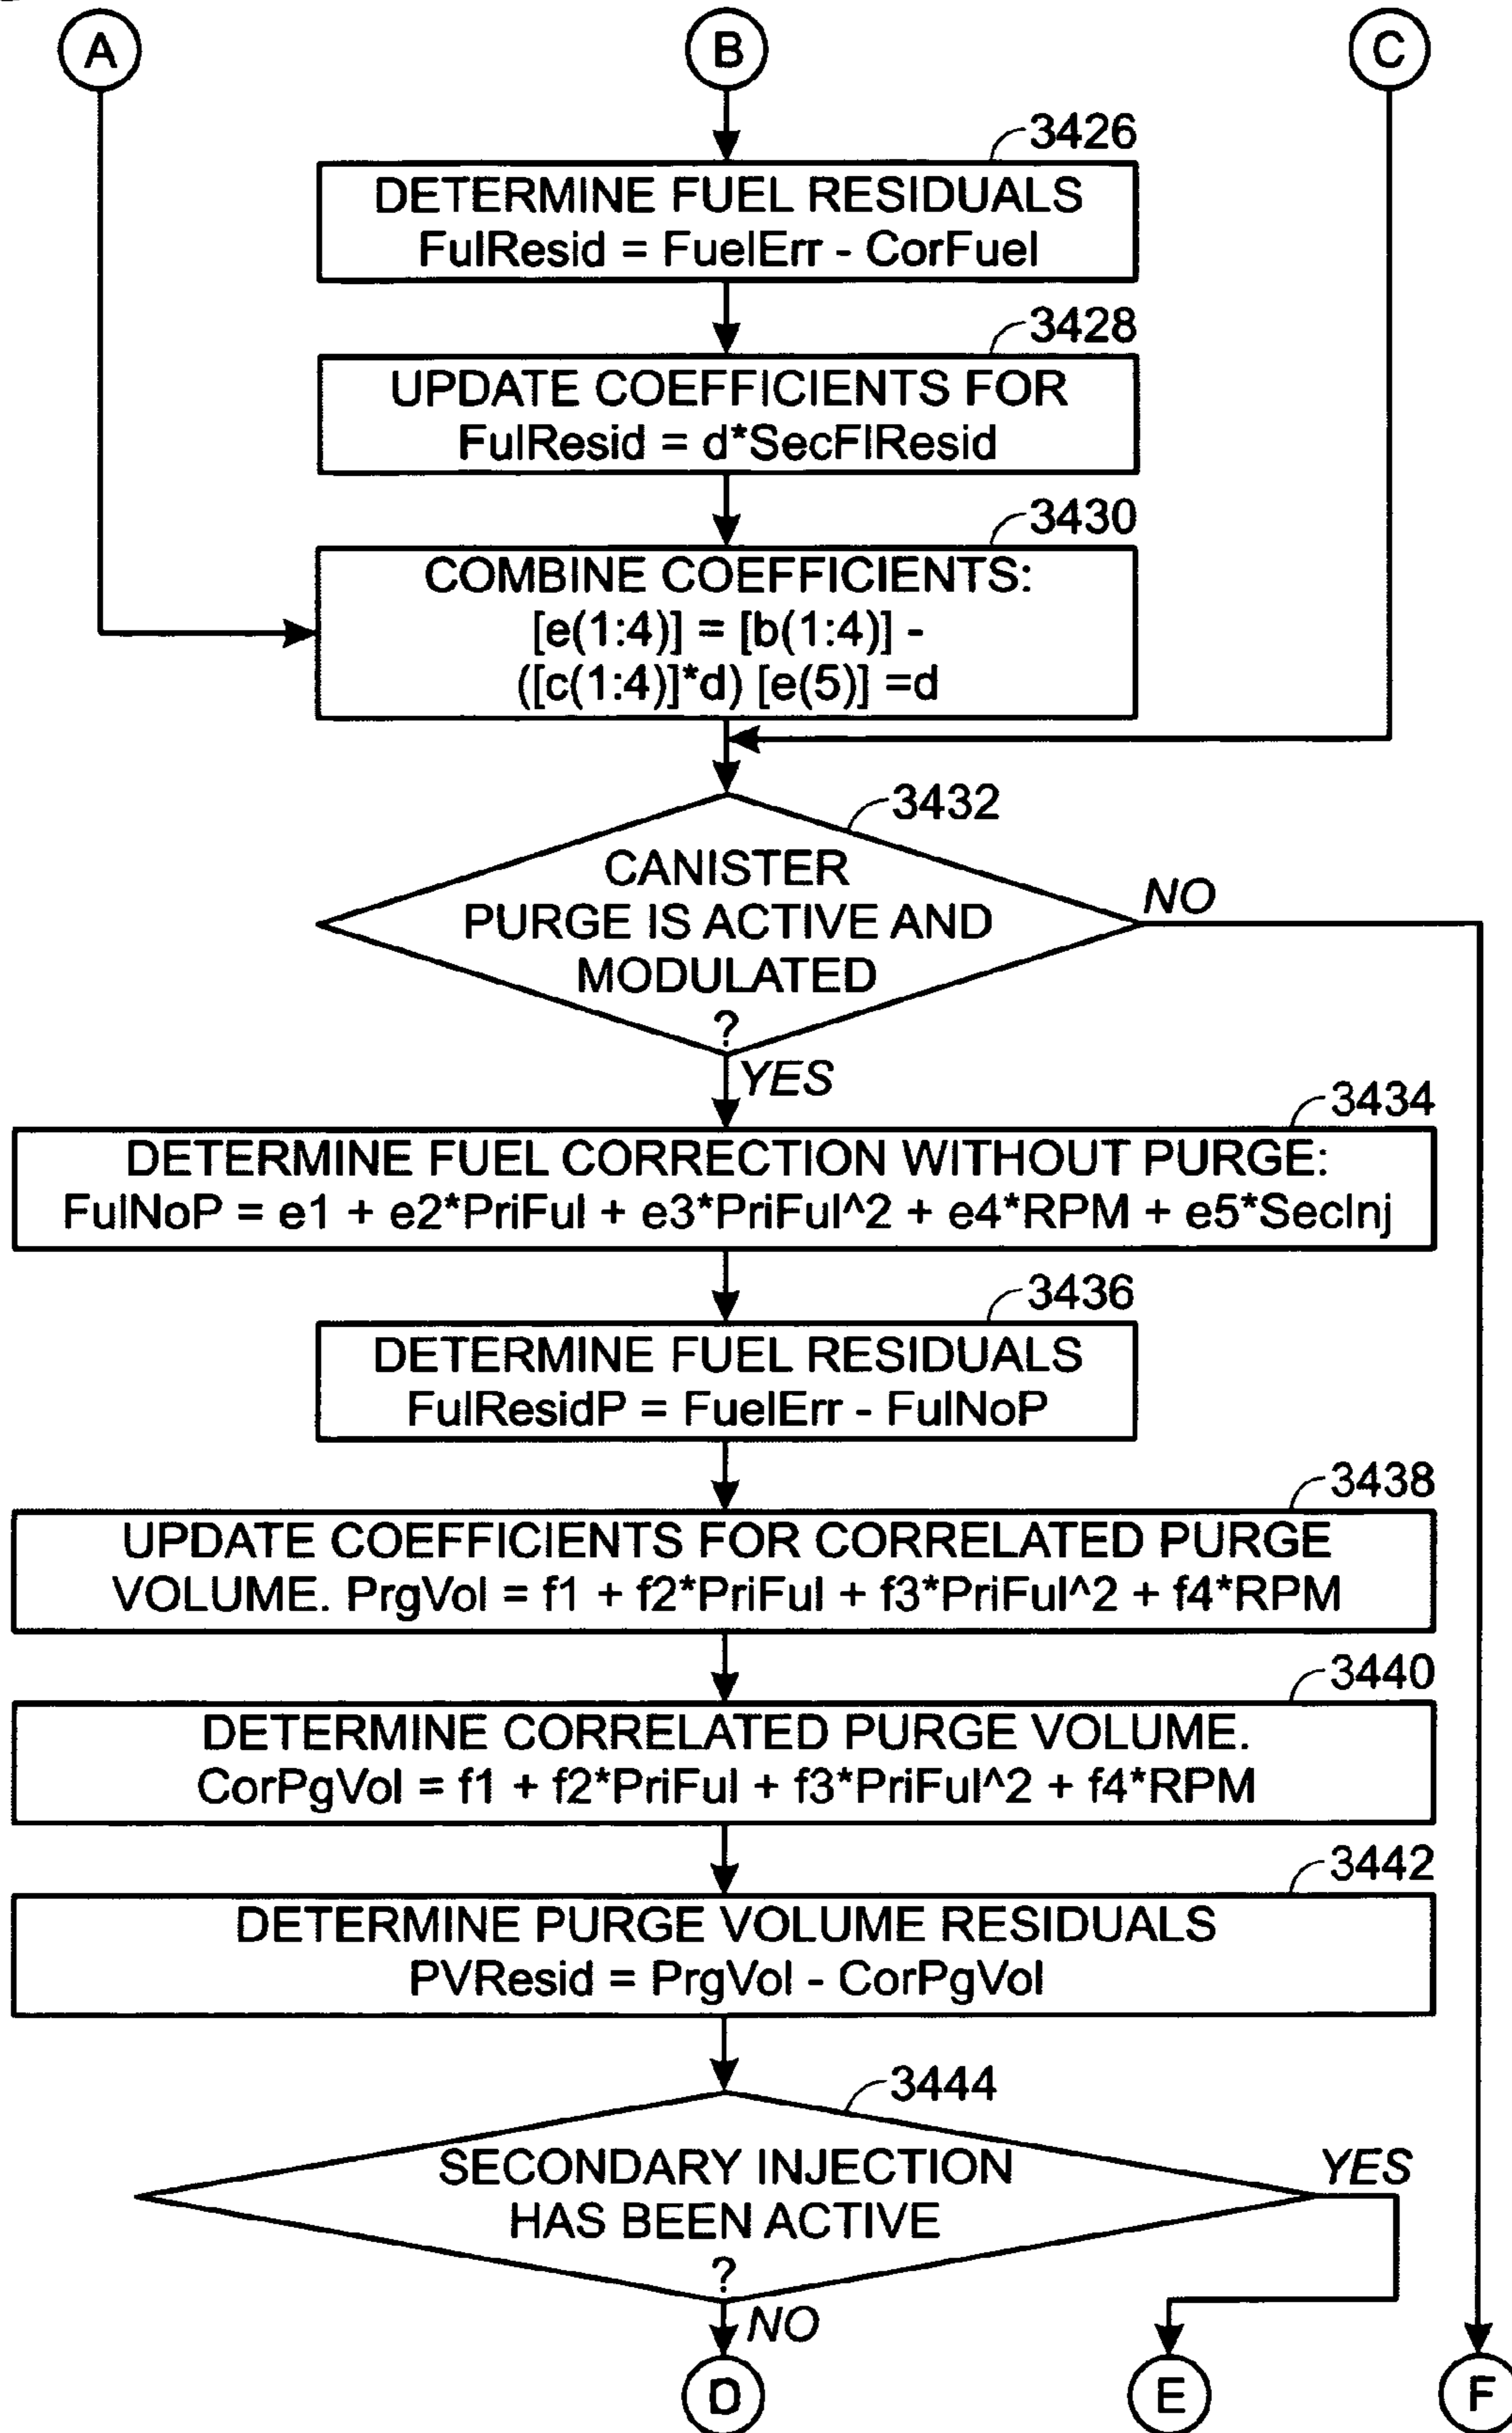 A
B
C
3426
DETERMINE FUEL RESIDUALS
FulResid = FuelErr - CorFuel
3428
UPDATE COEFFICIENTS FOR
FulResid = d*SecFlResid
3430
COMBINE COEFFICIENTS:
[e(1:4)] = [b(1:4)] -
([c(1:4)]*d) [e(5)] =d
3432
CANISTER
PURGE IS ACTIVE AND
MODULATED
?
NO
YES
3434
DETERMINE FUEL CORRECTION WITHOUT PURGE:
FulNoP = e1 + e2*PriFul + e3*PriFul^2 + e4*RPM + e5*SecInj
3436
DETERMINE FUEL RESIDUALS
FulResidP = FuelErr - FulNoP
3438
UPDATE COEFFICIENTS FOR CORRELATED PURGE
VOLUME. PrgVol = f1 + f2*PriFul + f3*PriFul^2 + f4*RPM
3440
DETERMINE CORRELATED PURGE VOLUME.
CorPgVol = f1 + f2*PriFul + f3*PriFul^2 + f4*RPM
3442
DETERMINE PURGE VOLUME RESIDUALS
PVResid = PrgVol - CorPgVol
3444
SECONDARY INJECTION
HAS BEEN ACTIVE
?
YES
NO
D
E
F